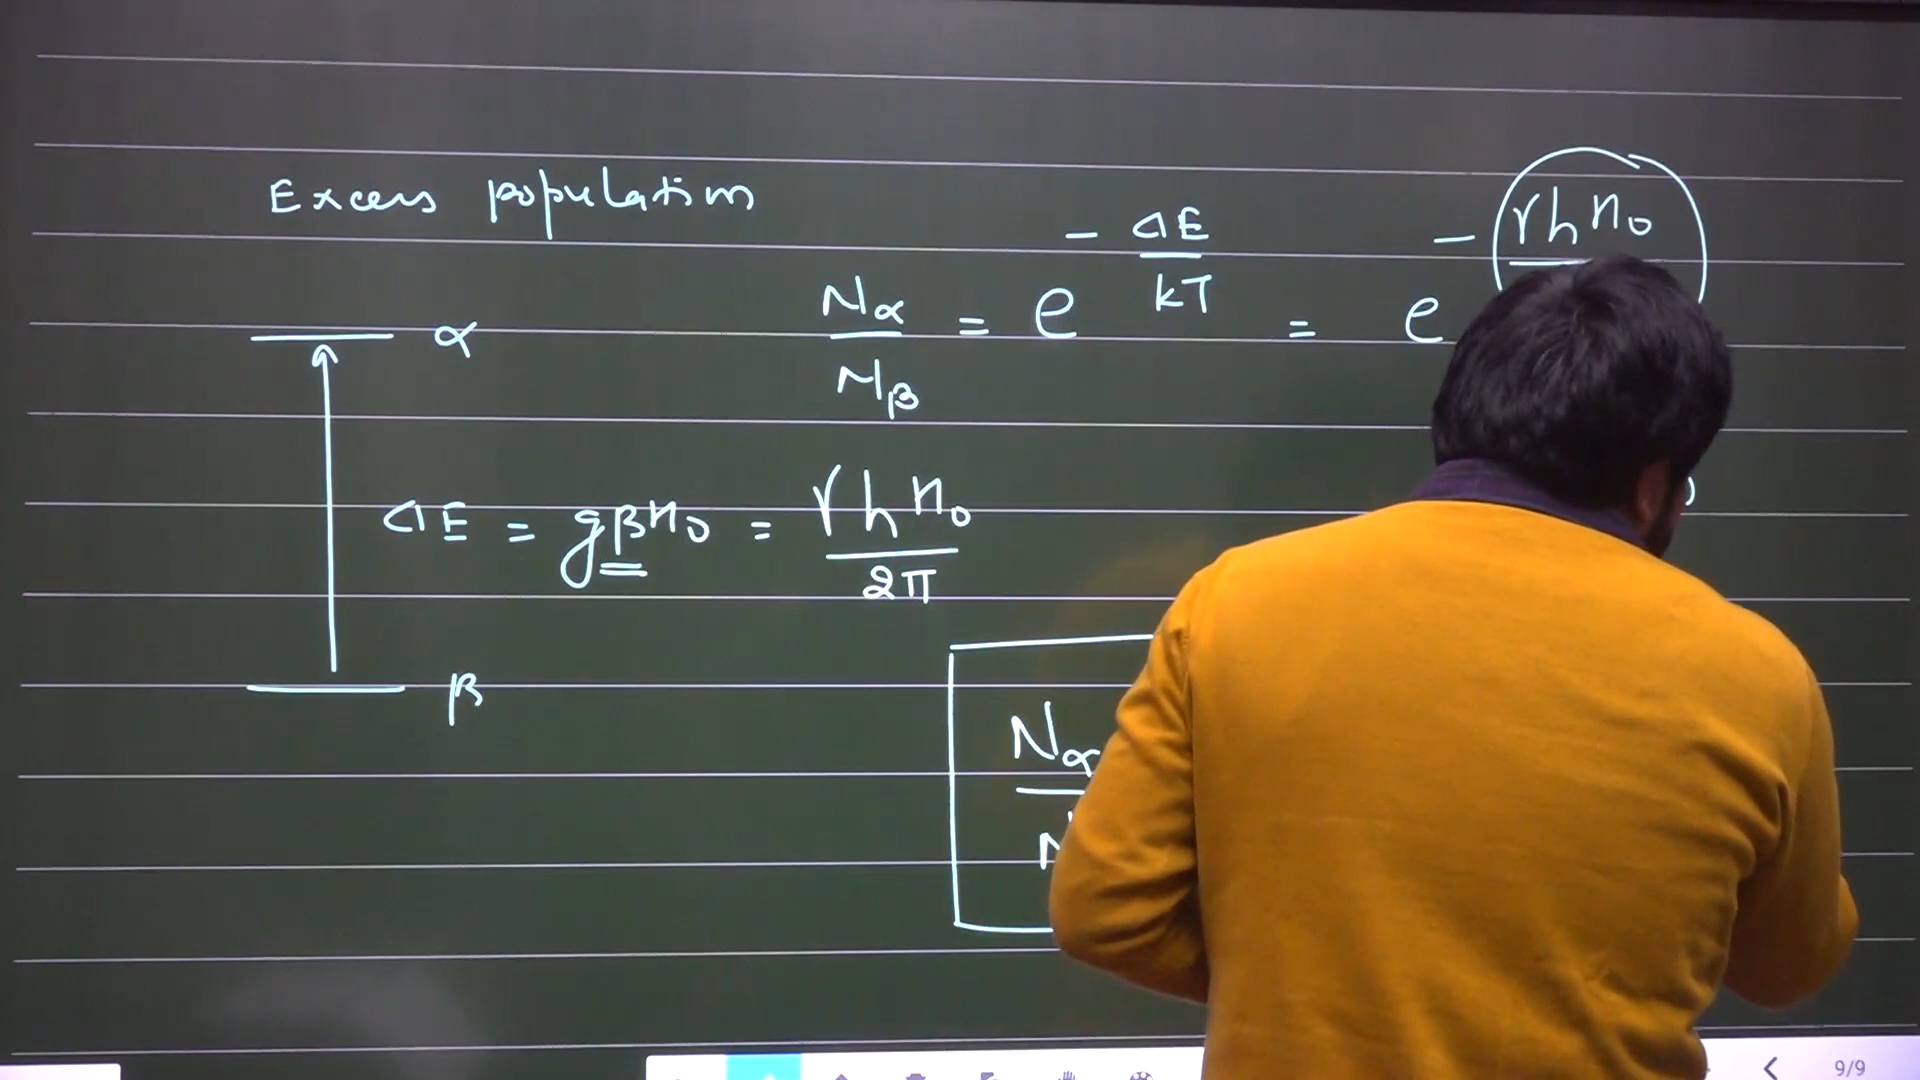 Excess population
Nα / Nβ = e^(-ΔE / kT) = e^(-γhH₀
α
ΔE = gβH₀ = γhH₀ / 2π
β
Nα
N
9/9